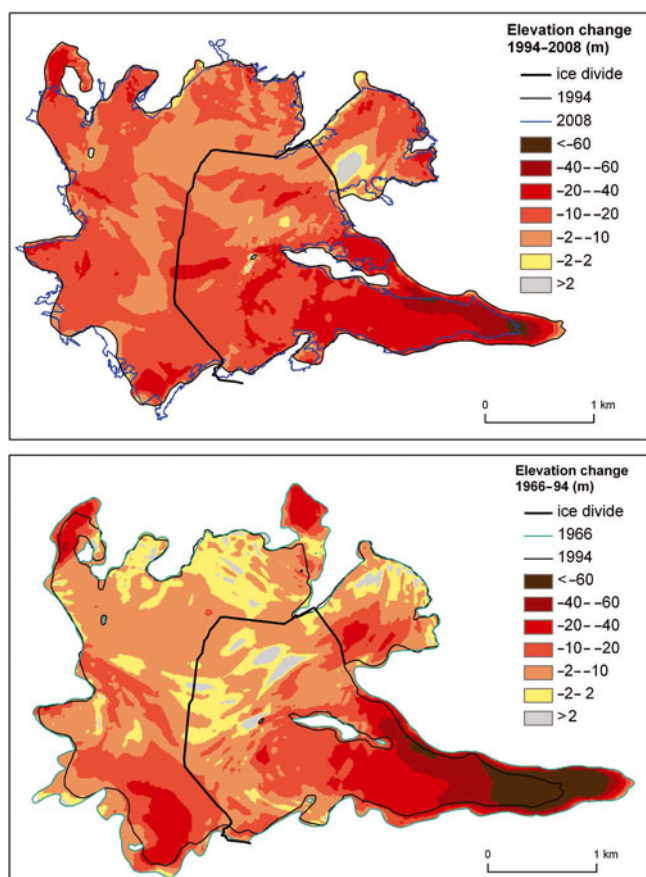 Elevation change
1994–2008 (m)
ice divide
1994
2008
<-60
-40--60
-20--40
-10--20
-2--10
-2-2
>2
0 1 km
Elevation change
1966–94 (m)
ice divide
1966
1994
<-60
-40--60
-20--40
-10--20
-2--10
-2- 2
>2
0 1 km